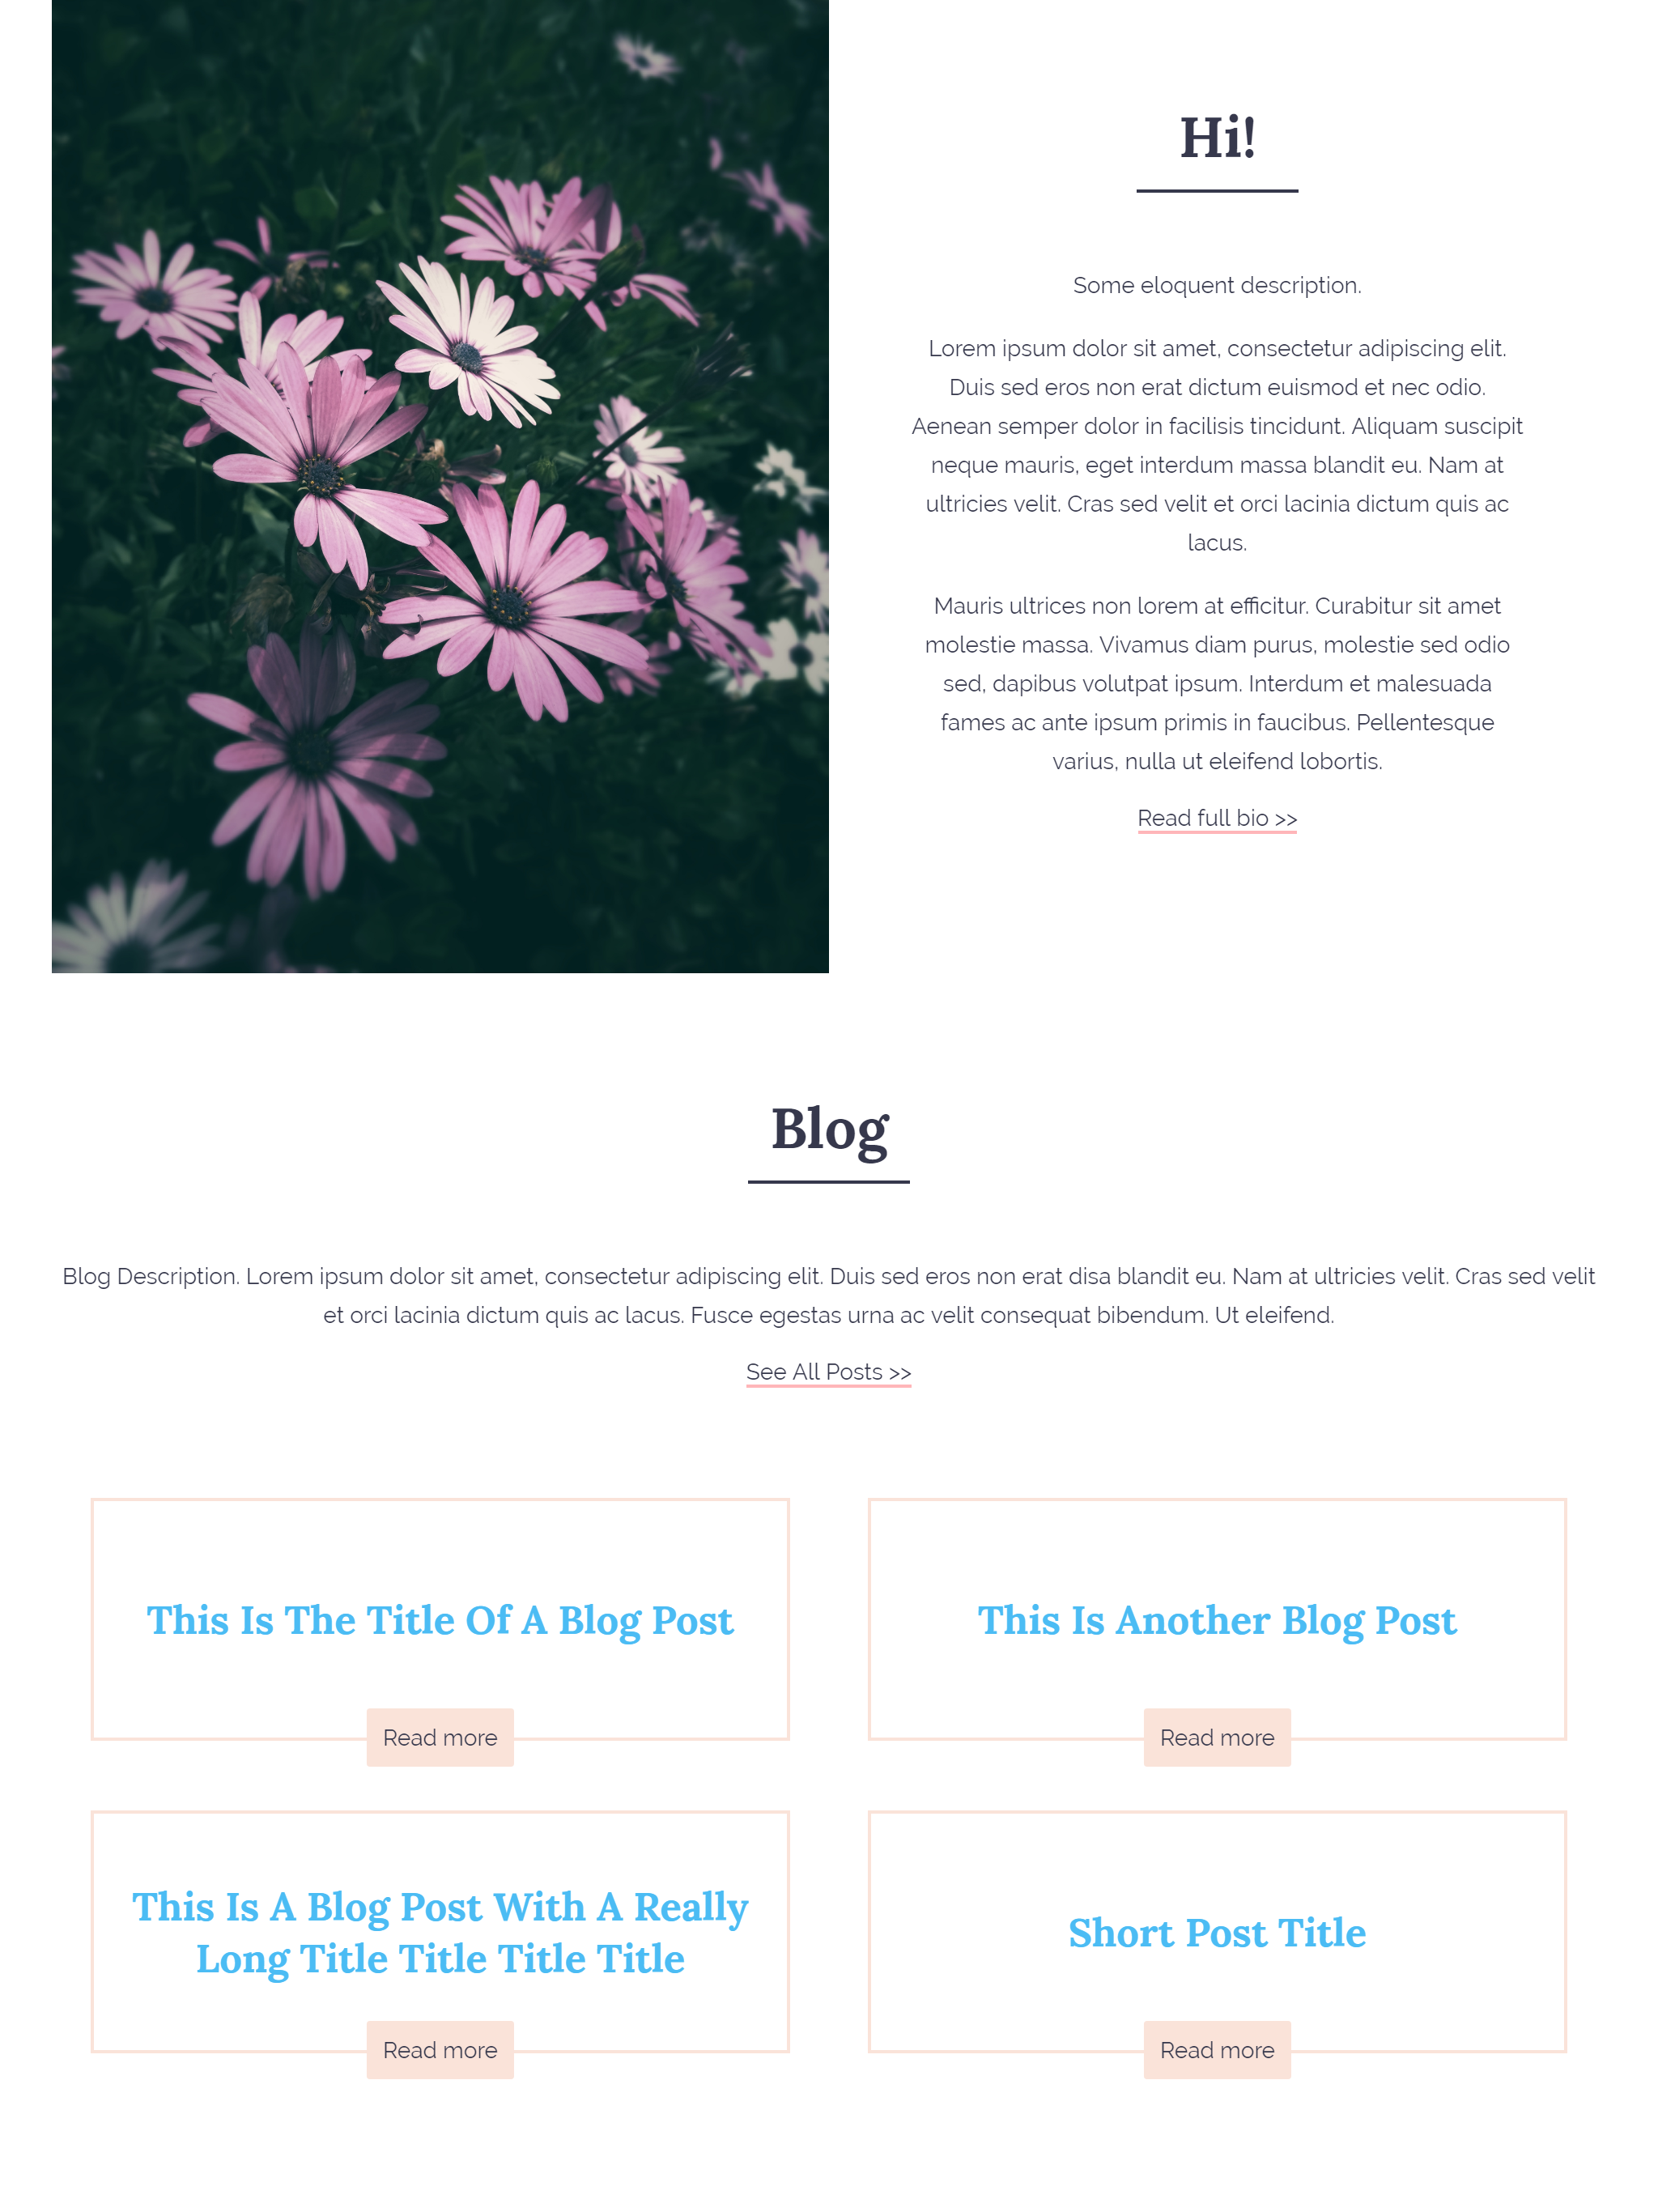 Hi!
Some eloquent description.
Lorem ipsum dolor sit amet, consectetur adipiscing elit.
Duis sed eros non erat dictum euismod et nec odio.
Aenean semper dolor in facilisis tincidunt. Aliquam suscipit
neque mauris, eget interdum massa blandit eu. Nam at
ultricies velit. Cras sed velit et orci lacinia dictum quis ac
lacus.
Mauris ultrices non lorem at efficitur. Curabitur sit amet
molestie massa. Vivamus diam purus, molestie sed odio
sed, dapibus volutpat ipsum. Interdum et malesuada
fames ac ante ipsum primis in faucibus. Pellentesque
varius, nulla ut eleifend lobortis.
Read full bio >>
Blog
Blog Description. Lorem ipsum dolor sit amet, consectetur adipiscing elit. Duis sed eros non erat disa blandit eu. Nam at ultricies velit. Cras sed velit
et orci lacinia dictum quis ac lacus. Fusce egestas urna ac velit consequat bibendum. Ut eleifend.
See All Posts >>
This Is The Title Of A Blog Post
Read more
This Is Another Blog Post
Read more
This Is A Blog Post With A Really
Long Title Title Title Title
Read more
Short Post Title
Read more